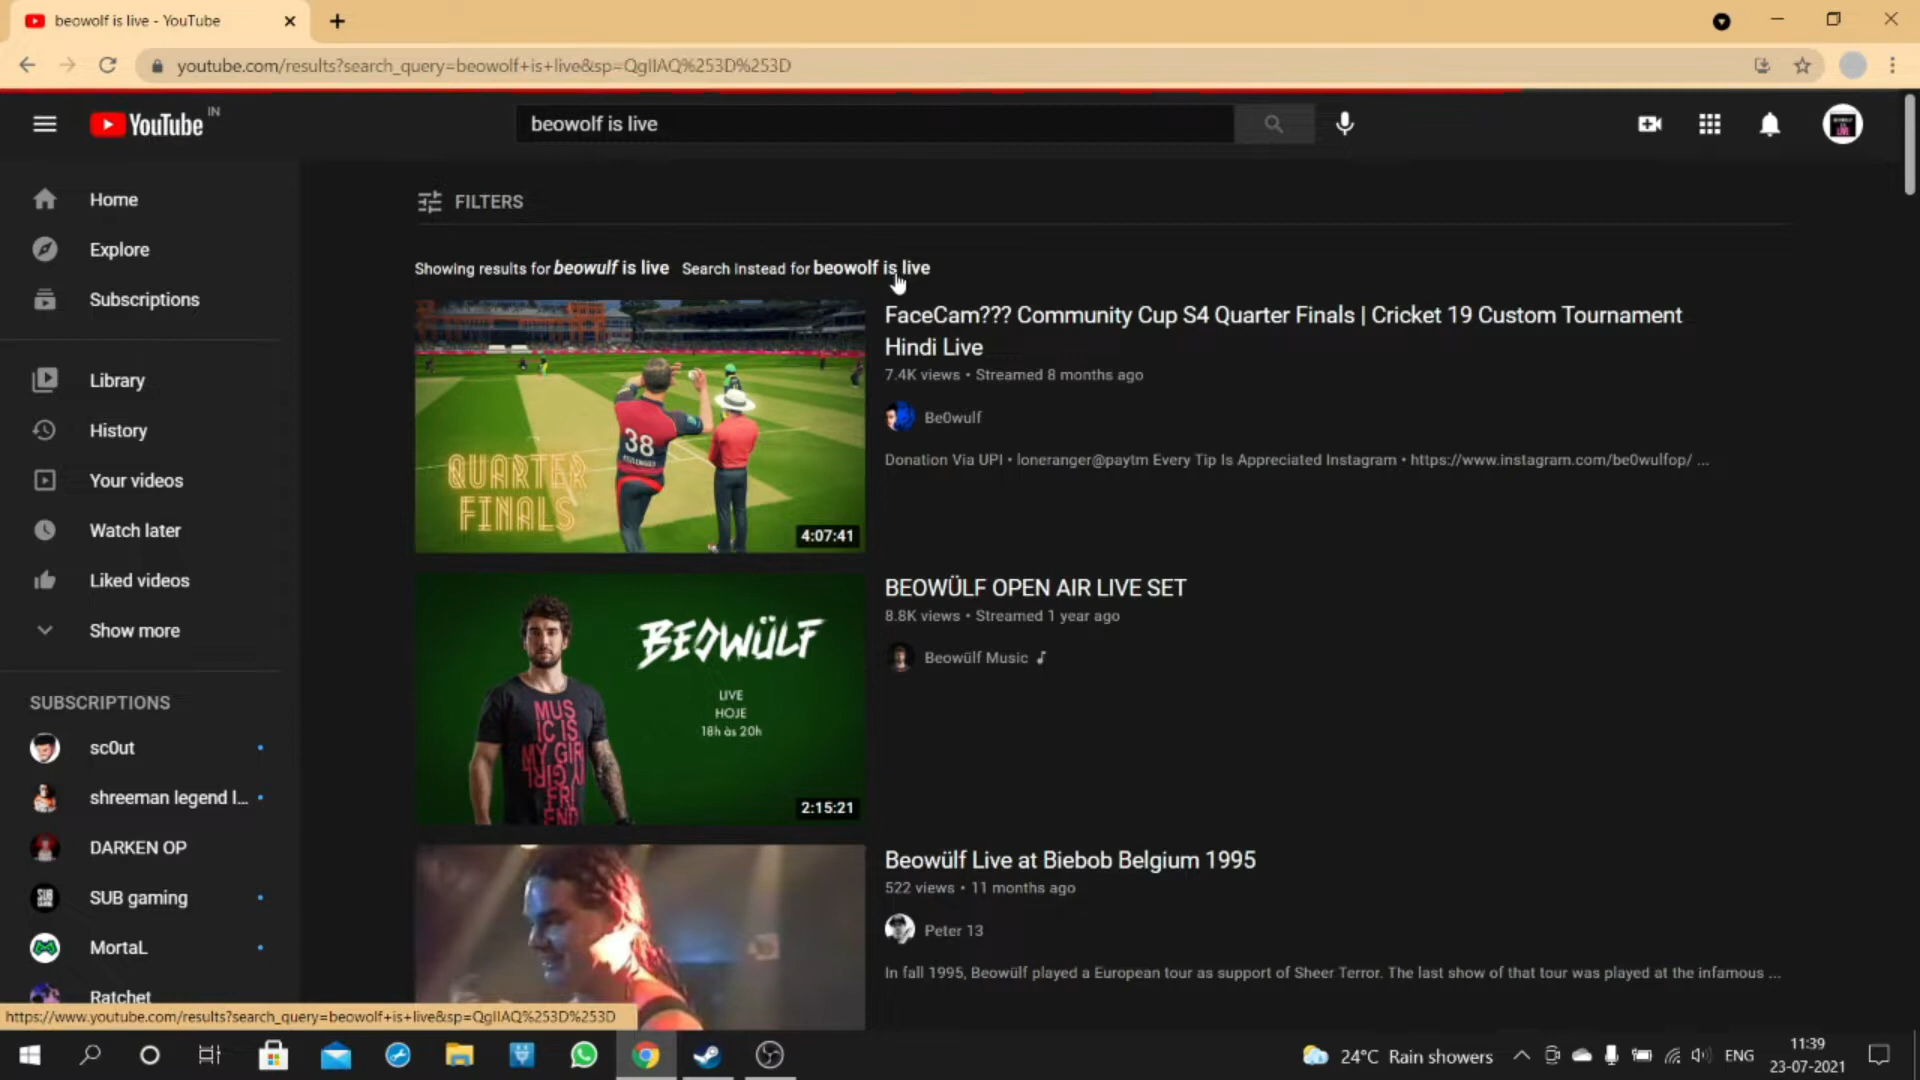 beowolf is live - YouTube
youtube.com/results?search_query=beowolf+is+live&sp=QgIIAQ%253D%253D
YouTube IN
beowolf is live
Home
Explore
Subscriptions
Library
History
Your videos
Watch later
Liked videos
Show more
SUBSCRIPTIONS
sc0ut
shreeman legend l...
DARKEN OP
SUB gaming
MortaL
Ratchet
FILTERS
Showing results for beowulf is live Search instead for beowolf is live
QUARTER
FINALS
38
4:07:41
FaceCam??? Community Cup S4 Quarter Finals | Cricket 19 Custom Tournament
Hindi Live
7.4K views • Streamed 8 months ago
Be0wulf
Donation Via UPI • loneranger@paytm Every Tip Is Appreciated Instagram • https://www.instagram.com/be0wulfop/ ...
BEOWÜLF
LIVE
HOJE
18h às 20h
MUS
IC IS
MY GIR
FRI
END
2:15:21
BEOWÜLF OPEN AIR LIVE SET
8.8K views • Streamed 1 year ago
Beowülf Music
Beowülf Live at Biebob Belgium 1995
522 views • 11 months ago
Peter 13
In fall 1995, Beowülf played a European tour as support of Sheer Terror. The last show of that tour was played at the infamous ...
https://www.youtube.com/results?search_query=beowolf+is+live&sp=QgIIAQ%253D%253D
24°C Rain showers
ENG
11:39
23-07-2021